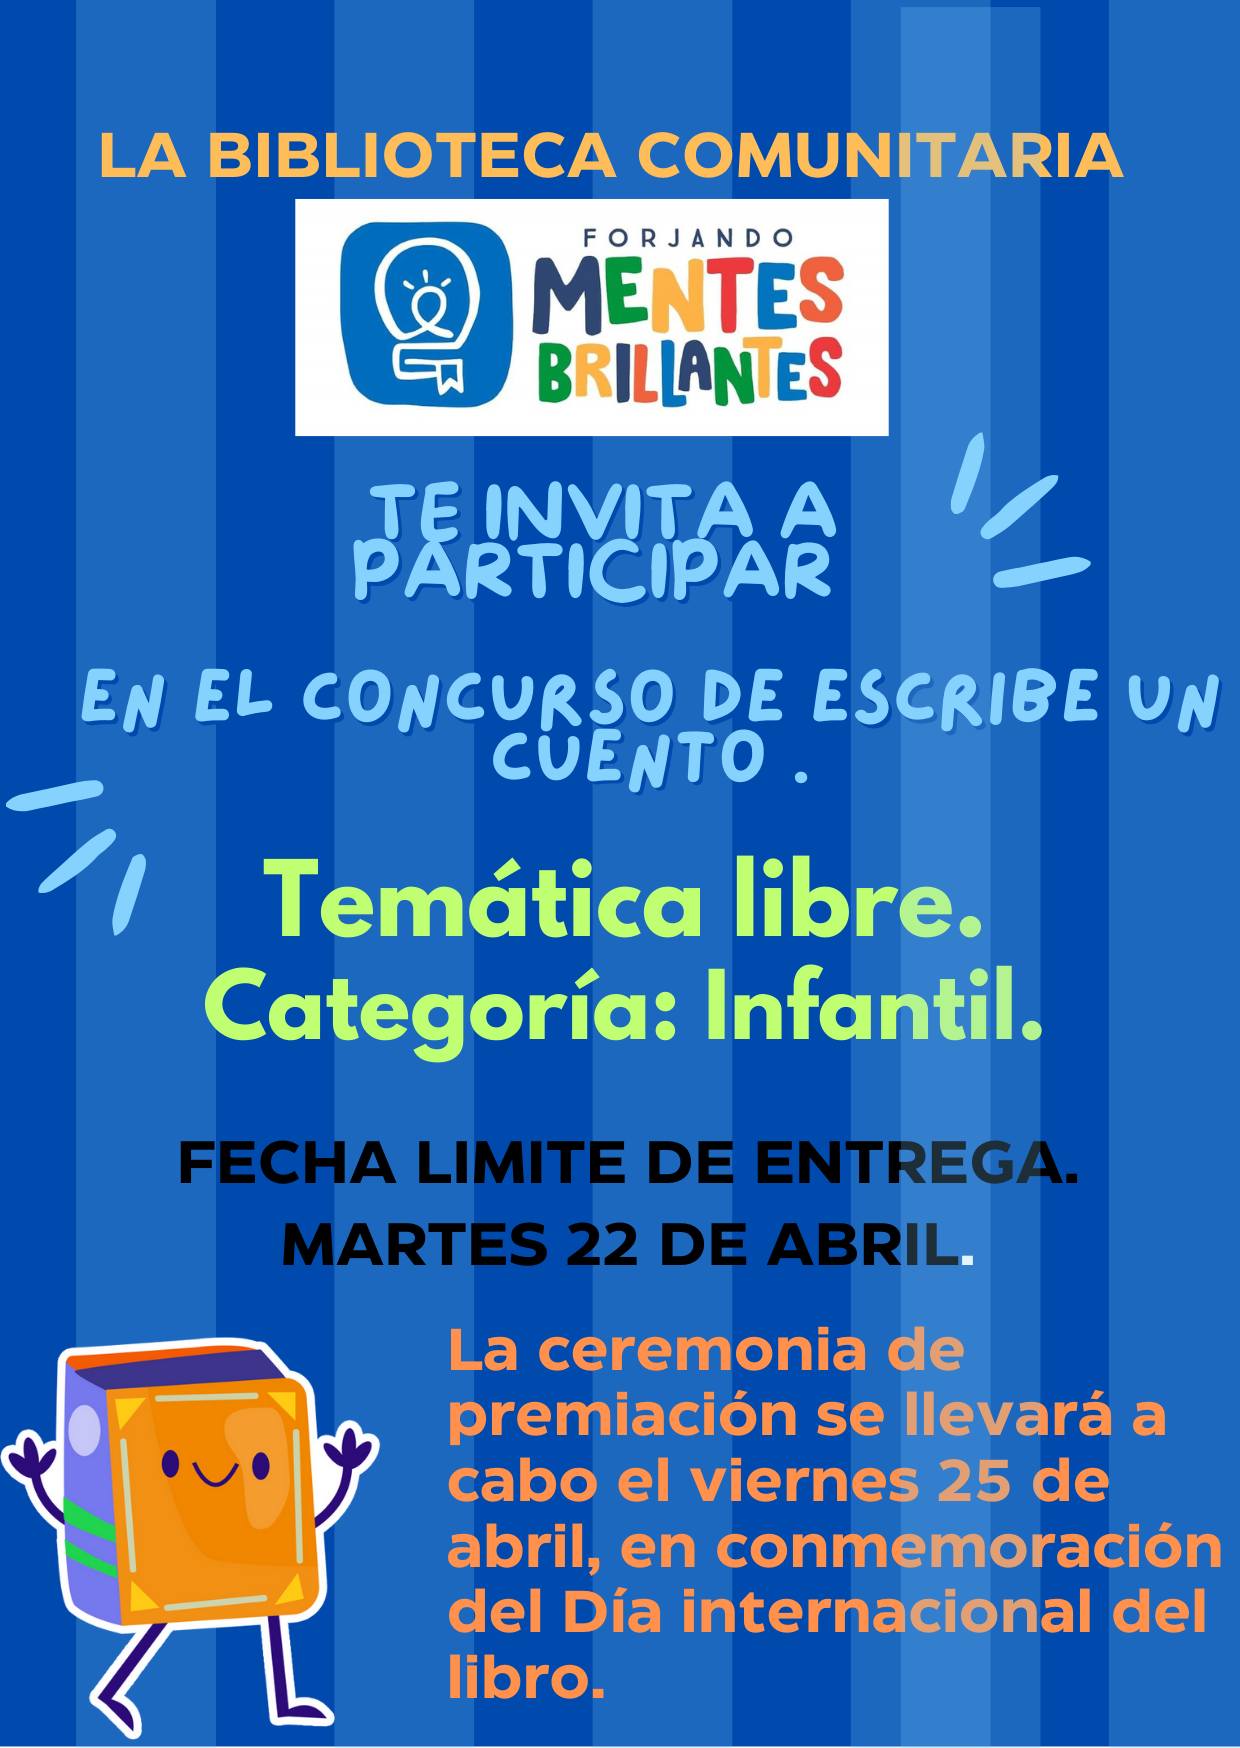 LA BIBLIOTECA COMUNITARIA
FORJANDO
MENTES
BRILLANTES
TE INVITA A
PARTICIPAR
EN EL CONCURSO DE ESCRIBE UN
CUENTO .
Temática libre.
Categoría: Infantil.
FECHA LIMITE DE ENTREGA.
MARTES 22 DE ABRIL.
La ceremonia de
premiación se llevará a
cabo el viernes 25 de
abril, en conmemoración
del Día internacional del
libro.